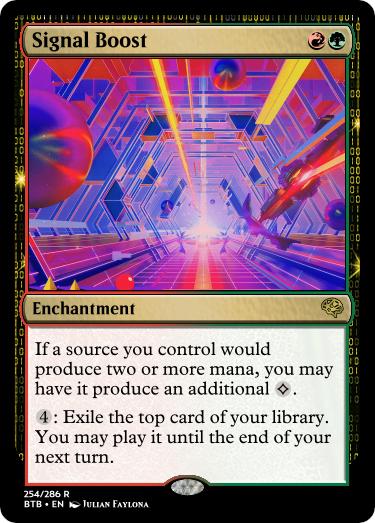 Signal Boost
Enchantment
If a source you control would
produce two or more mana, you may
have it produce an additional ◇.
4: Exile the top card of your library.
You may play it until the end of your
next turn.
254/286 R
BTB • EN Julian Faylona